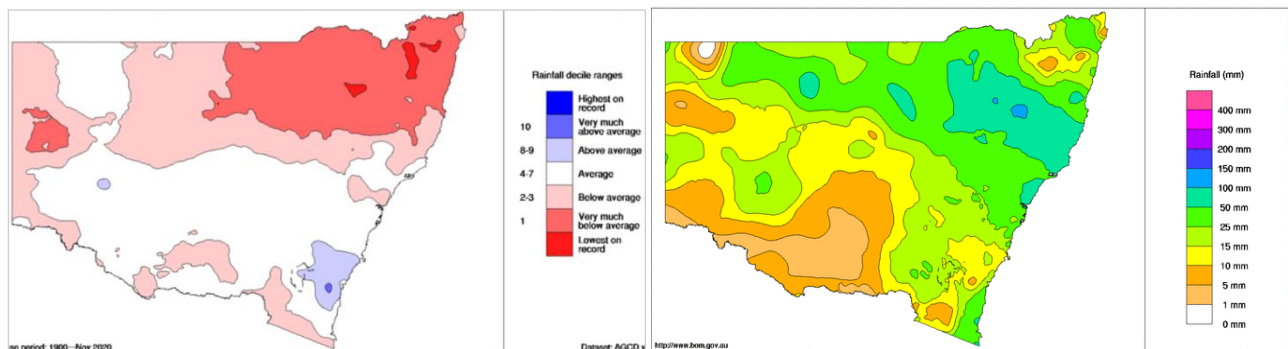 Rainfall decile ranges
Highest on
record
10
Very much
above average
8-9
Above average
4-7
Average
2-3
Below average
1
Very much
below average
Lowest on
record
se period: 1900—Nov 2020
Dataset: AGCD v
Rainfall (mm)
400 mm
300 mm
200 mm
150 mm
100 mm
50 mm
25 mm
15 mm
10 mm
5 mm
1 mm
0 mm
http://www.bom.gov.au